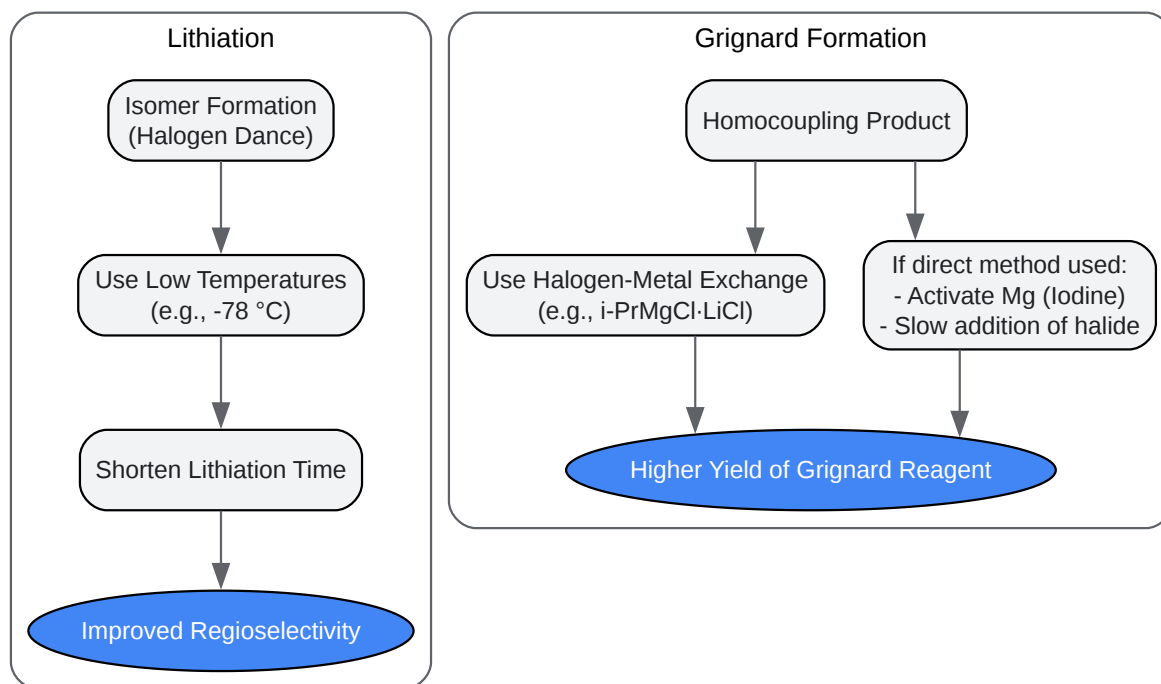 Lithiation
Isomer Formation
(Halogen Dance)
Use Low Temperatures
(e.g., -78 °C)
Shorten Lithiation Time
Improved Regioselectivity
Grignard Formation
Homocoupling Product
Use Halogen-Metal Exchange
(e.g., i-PrMgCl·LiCl)
If direct method used:
- Activate Mg (Iodine)
- Slow addition of halide
Higher Yield of Grignard Reagent